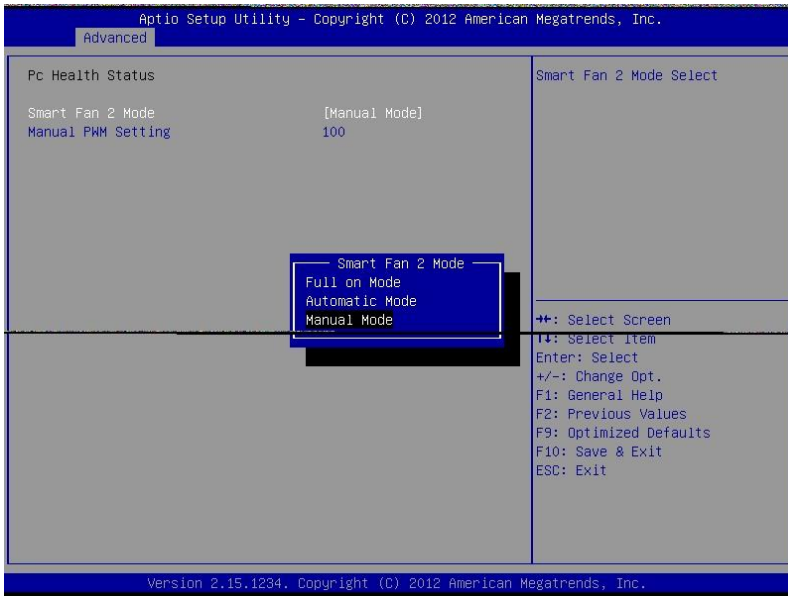 Aptio Setup Utility – Copyright (C) 2012 American Megatrends, Inc.
Advanced
Pc Health Status
Smart Fan 2 Mode [Manual Mode]
Manual PWM Setting 100
Smart Fan 2 Mode Select
Smart Fan 2 Mode
Full on Mode
Automatic Mode
Manual Mode
→←: Select Screen
↑↓: Select Item
Enter: Select
+/-: Change Opt.
F1: General Help
F2: Previous Values
F9: Optimized Defaults
F10: Save & Exit
ESC: Exit
Version 2.15.1234. Copyright (C) 2012 American Megatrends, Inc.